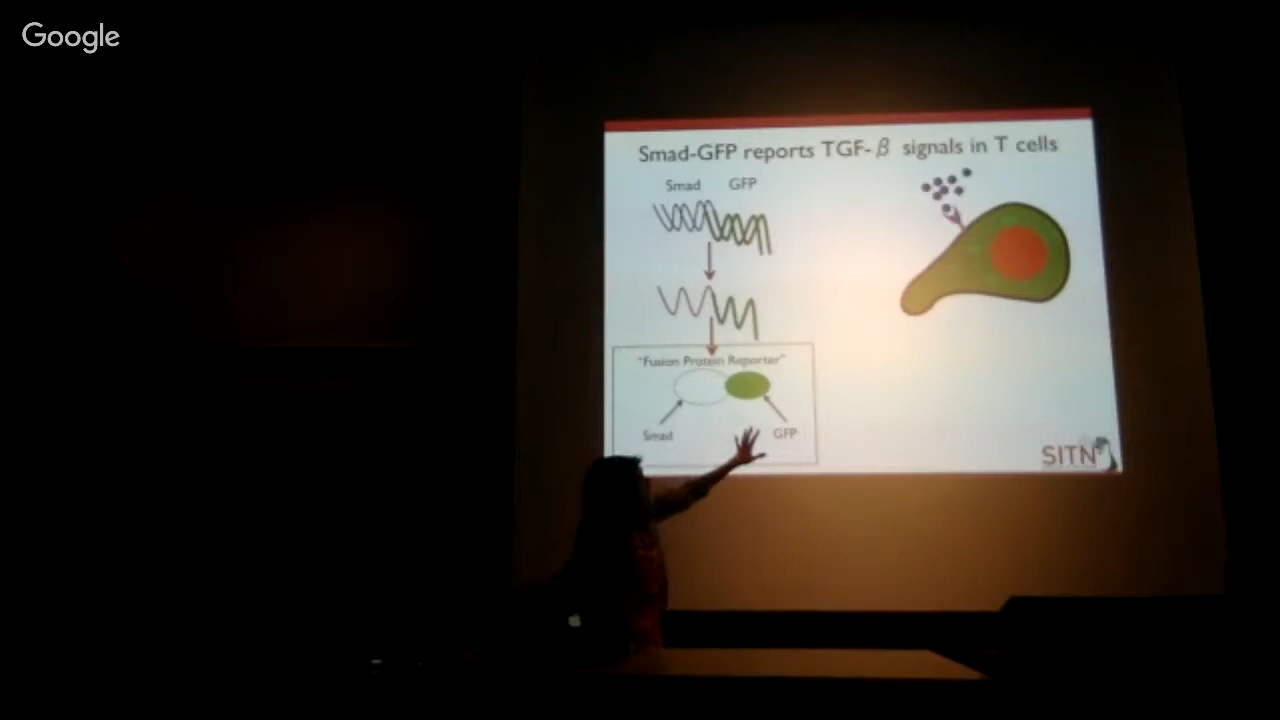 Google
Smad-GFP reports TGF-β signals in T cells
Smad GFP
"Fusion Protein Reporter"
Smad GFP
SITN